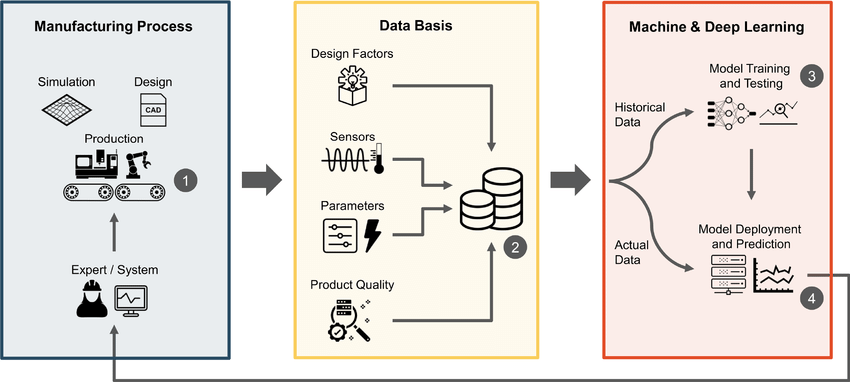 Manufacturing Process
Simulation
Design
CAD
Production
1
Expert / System
Data Basis
Design Factors
Sensors
Parameters
2
Product Quality
Machine & Deep Learning
Model Training
and Testing
3
Historical
Data
Actual
Data
Model Deployment
and Prediction
4